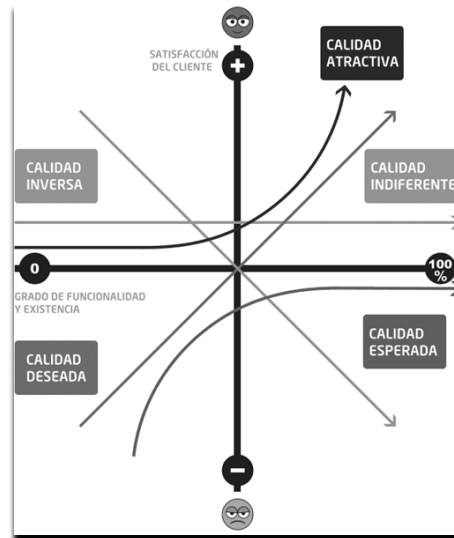 SATISFACCIÓN
DEL CLIENTE
+
CALIDAD
ATRACTIVA
CALIDAD
INVERSA
CALIDAD
INDIFERENTE
0
100
%
GRADO DE FUNCIONALIDAD
Y EXISTENCIA
CALIDAD
DESEADA
CALIDAD
ESPERADA
−